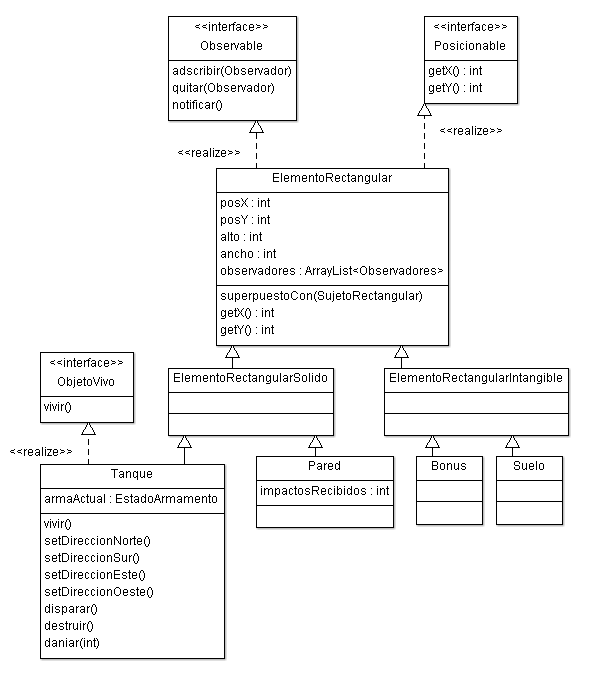 <<interface>>
Observable
adscribir(Observador)
quitar(Observador)
notificar()
<<interface>>
Posicionable
getX() : int
getY() : int
<<realize>>
<<realize>>
ElementoRectangular
posX : int
posY : int
alto : int
ancho : int
observadores : ArrayList<Observadores>
superpuestoCon(SujetoRectangular)
getX() : int
getY() : int
<<interface>>
ObjetoVivo
vivir()
ElementoRectangularSolido
ElementoRectangularIntangible
<<realize>>
Tanque
armaActual : EstadoArmamento
vivir()
setDireccionNorte()
setDireccionSur()
setDireccionEste()
setDireccionOeste()
disparar()
destruir()
daniar(int)
Pared
impactosRecibidos : int
Bonus
Suelo